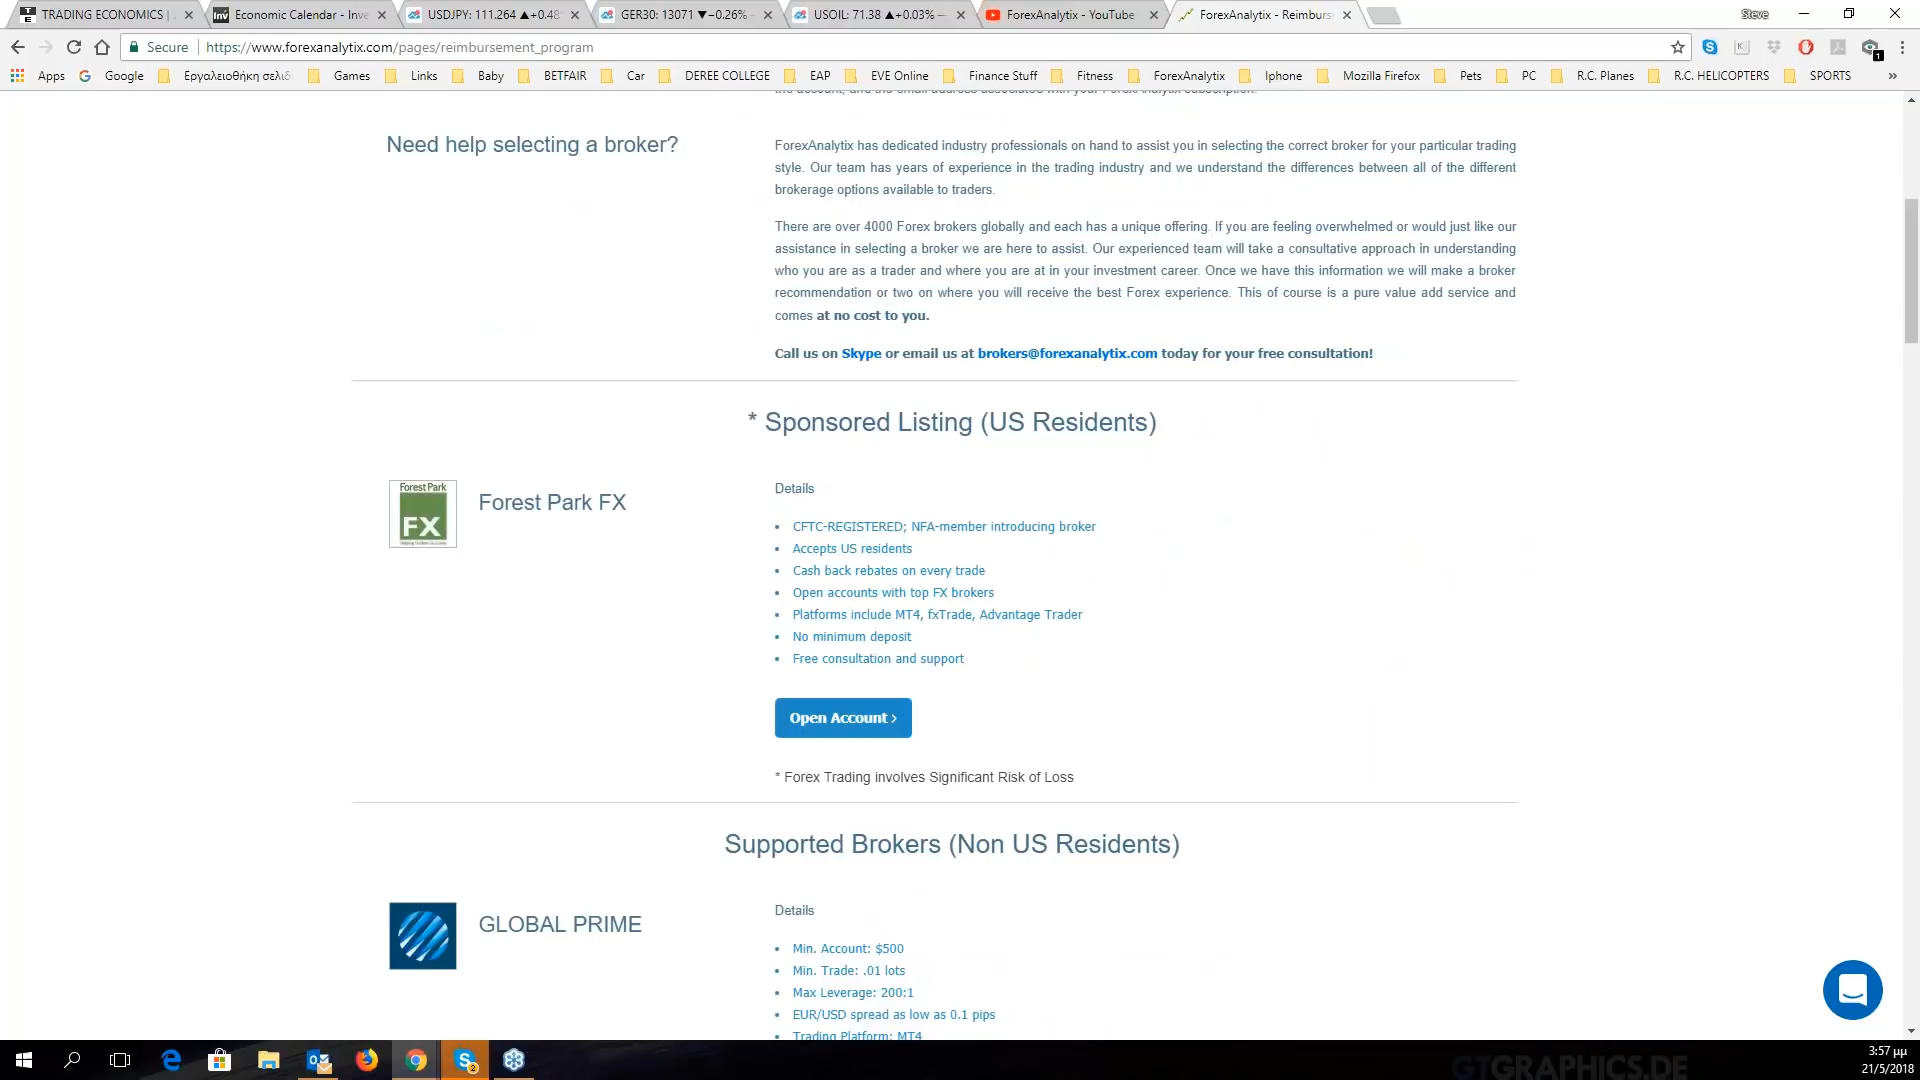 TRADING ECONOMICS |
Economic Calendar - Inve
USDJPY: 111.264 ▲+0.48
GER30: 13071 ▼−0.26%
USOIL: 71.38 ▲+0.03% —
ForexAnalytix - YouTube
ForexAnalytix - Reimburs
Steve
Secure
https://www.forexanalytix.com/pages/reimbursement_program
Apps
Google
Εργαλειοθήκη σελιδ
Games
Links
Baby
BETFAIR
Car
DEREE COLLEGE
EAP
EVE Online
Finance Stuff
Fitness
ForexAnalytix
Iphone
Mozilla Firefox
Pets
PC
R.C. Planes
R.C. HELICOPTERS
SPORTS
»
the account, and the email address associated with your ForexAnalytix subscription.
Need help selecting a broker?
ForexAnalytix has dedicated industry professionals on hand to assist you in selecting the correct broker for your particular trading
style. Our team has years of experience in the trading industry and we understand the differences between all of the different
brokerage options available to traders.
There are over 4000 Forex brokers globally and each has a unique offering. If you are feeling overwhelmed or would just like our
assistance in selecting a broker we are here to assist. Our experienced team will take a consultative approach in understanding
who you are as a trader and where you are at in your investment career. Once we have this information we will make a broker
recommendation or two on where you will receive the best Forex experience. This of course is a pure value add service and
comes at no cost to you.
Call us on Skype or email us at brokers@forexanalytix.com today for your free consultation!
* Sponsored Listing (US Residents)
Forest Park
FX
Forest Park FX
Details
• CFTC-REGISTERED; NFA-member introducing broker
• Accepts US residents
• Cash back rebates on every trade
• Open accounts with top FX brokers
• Platforms include MT4, fxTrade, Advantage Trader
• No minimum deposit
• Free consultation and support
Open Account ›
* Forex Trading involves Significant Risk of Loss
Supported Brokers (Non US Residents)
GLOBAL PRIME
Details
• Min. Account: $500
• Min. Trade: .01 lots
• Max Leverage: 200:1
• EUR/USD spread as low as 0.1 pips
• Trading Platform: MT4
GTGRAPHICS.DE
3:57 μμ
21/5/2018